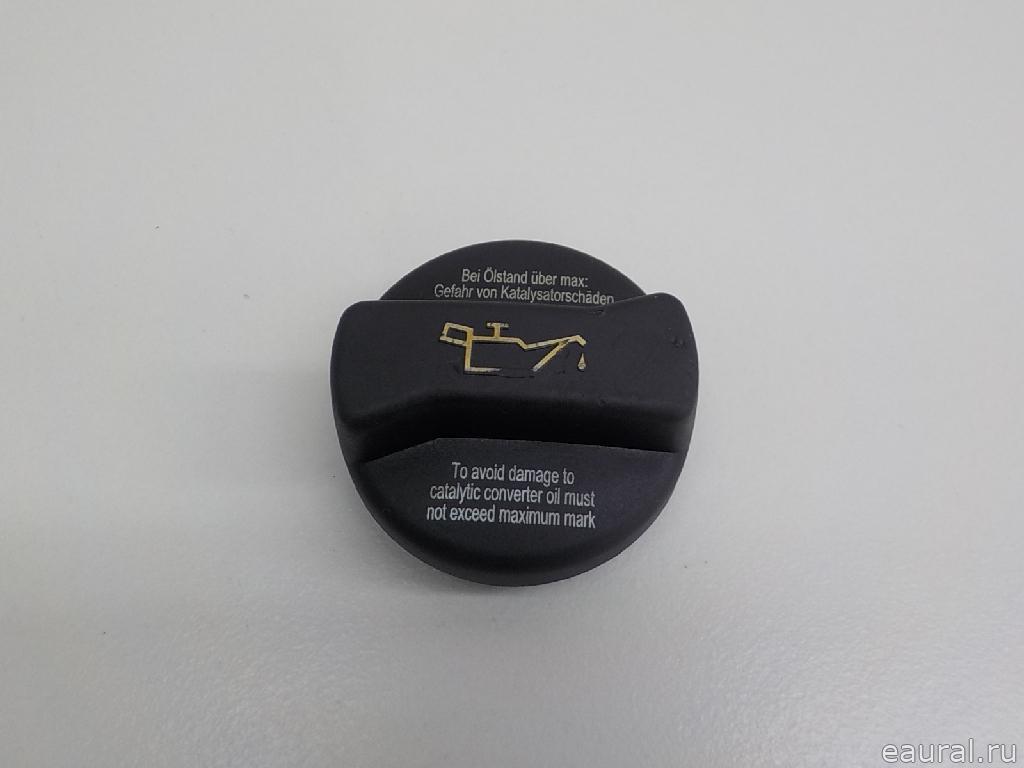 Bei Ölstand über max:
Gefahr von Katalysatorschäden
To avoid damage to
catalytic converter oil must
not exceed maximum mark
eaural.ru